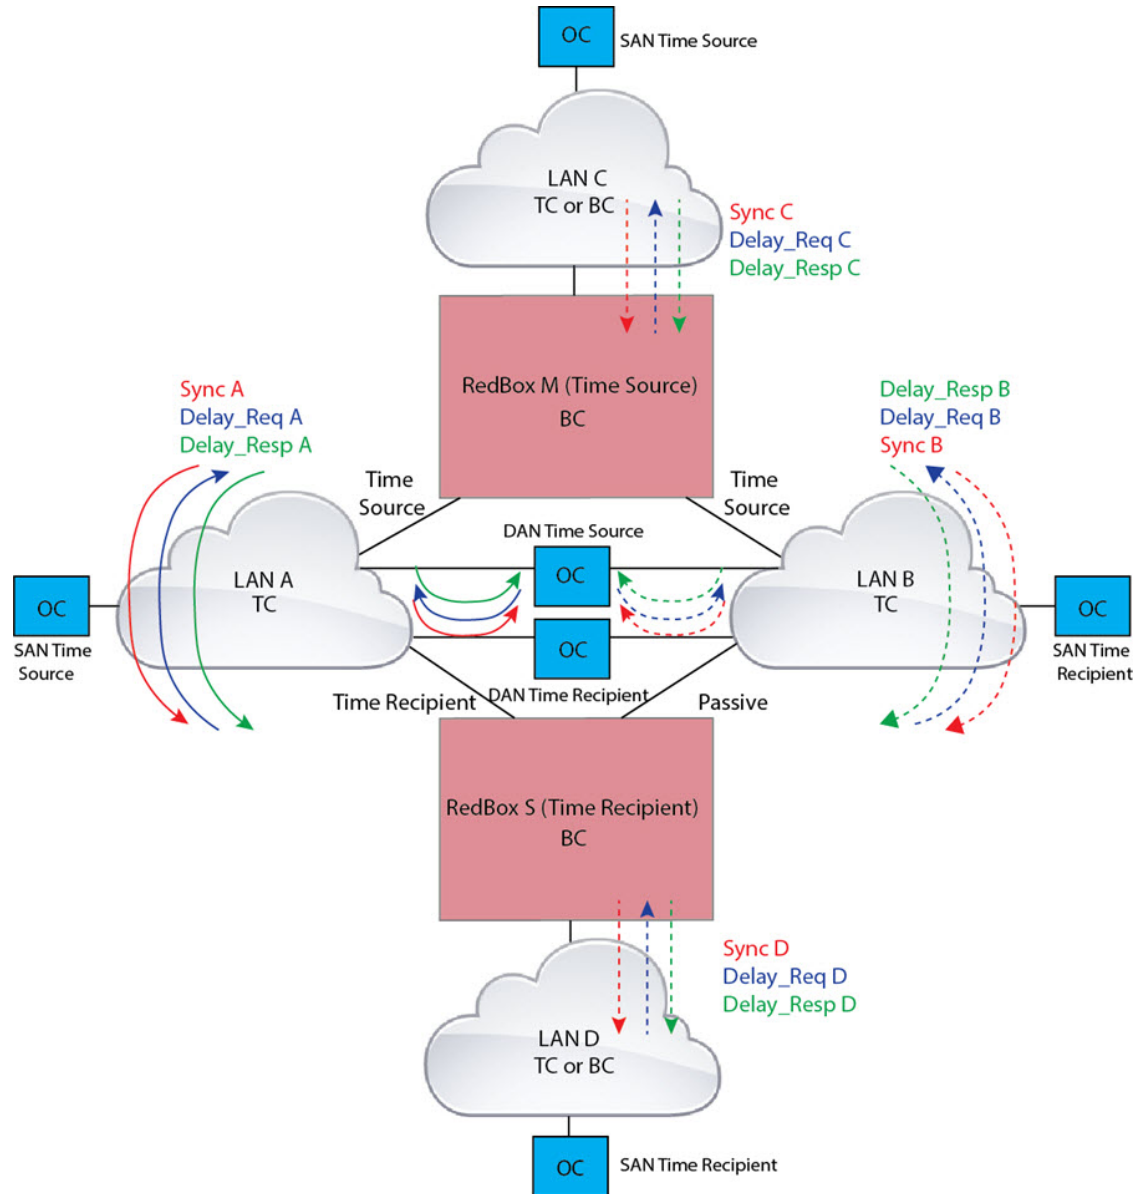 OC
SAN Time Source
LAN C
TC or BC
Sync C
Delay_Req C
Delay_Resp C
RedBox M (Time Source)
BC
Sync A
Delay_Req A
Delay_Resp A
Delay_Resp B
Delay_Req B
Sync B
Time
Source
Time
Source
DAN Time Source
OC
LAN A
TC
LAN B
TC
OC
SAN Time
Source
OC
SAN Time
Recipient
OC
DAN Time Recipient
Time Recipient
Passive
RedBox S (Time Recipient)
BC
Sync D
Delay_Req D
Delay_Resp D
LAN D
TC or BC
OC
SAN Time Recipient